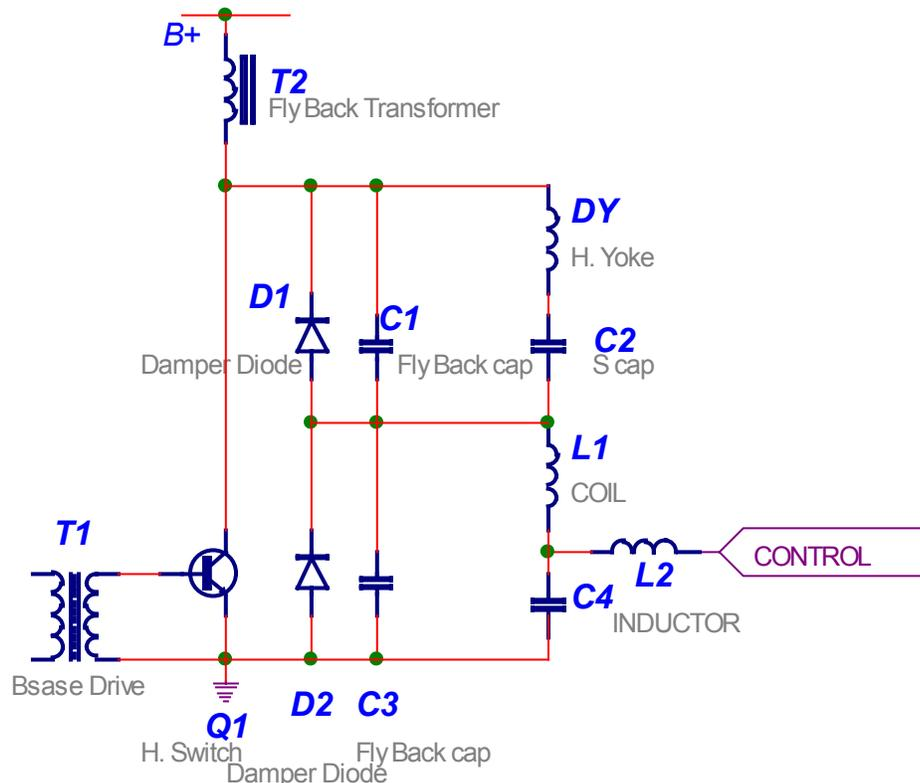 B+
T2
Fly Back Transformer
DY
H. Yoke
D1
C1
Damper Diode
Fly Back cap
C2
S cap
L1
COIL
T1
CONTROL
L2
C4
INDUCTOR
Bsase Drive
D2
C3
Q1
H. Switch
Fly Back cap
Damper Diode